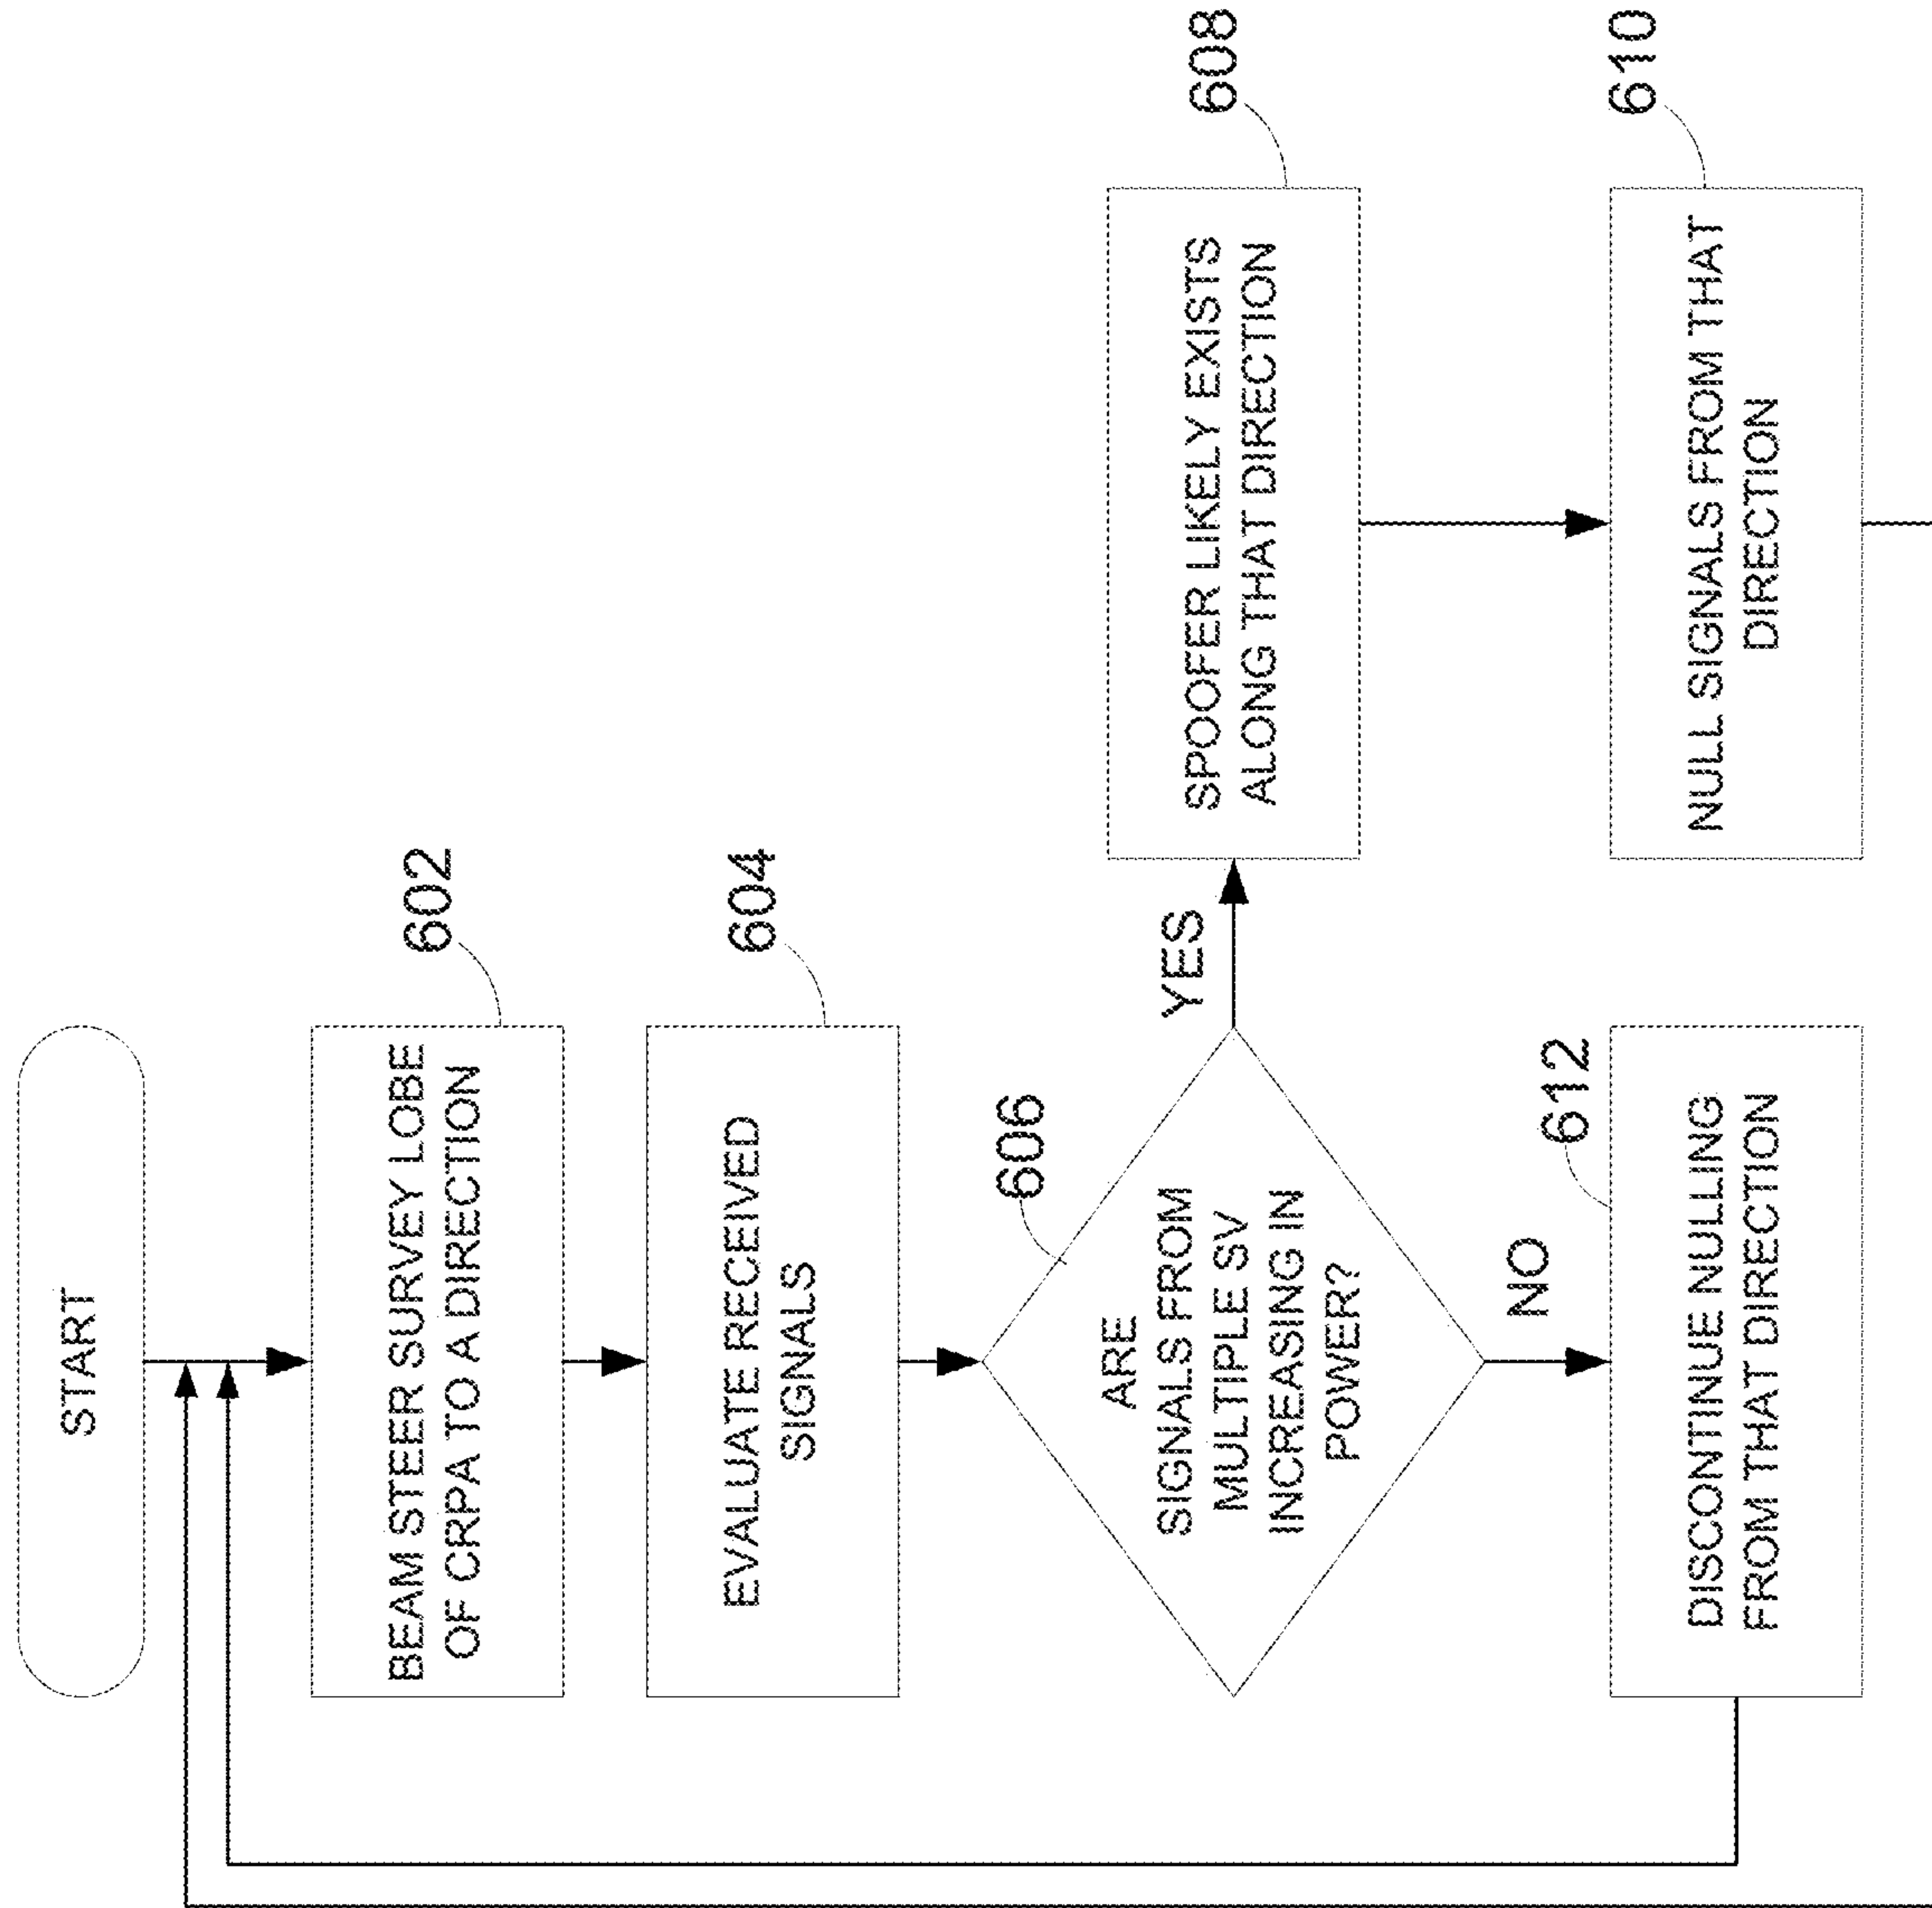 START
BEAM STEER SURVEY LOBE
OF CRPA TO A DIRECTION
602
EVALUATE RECEIVED
SIGNALS
604
ARE
SIGNALS FROM
MULTIPLE SV
INCREASING IN
POWER?
606
YES
SPOOFER LIKELY EXISTS
ALONG THAT DIRECTION
608
NULL SIGNALS FROM THAT
DIRECTION
610
NO
DISCONTINUE NULLING
FROM THAT DIRECTION
612